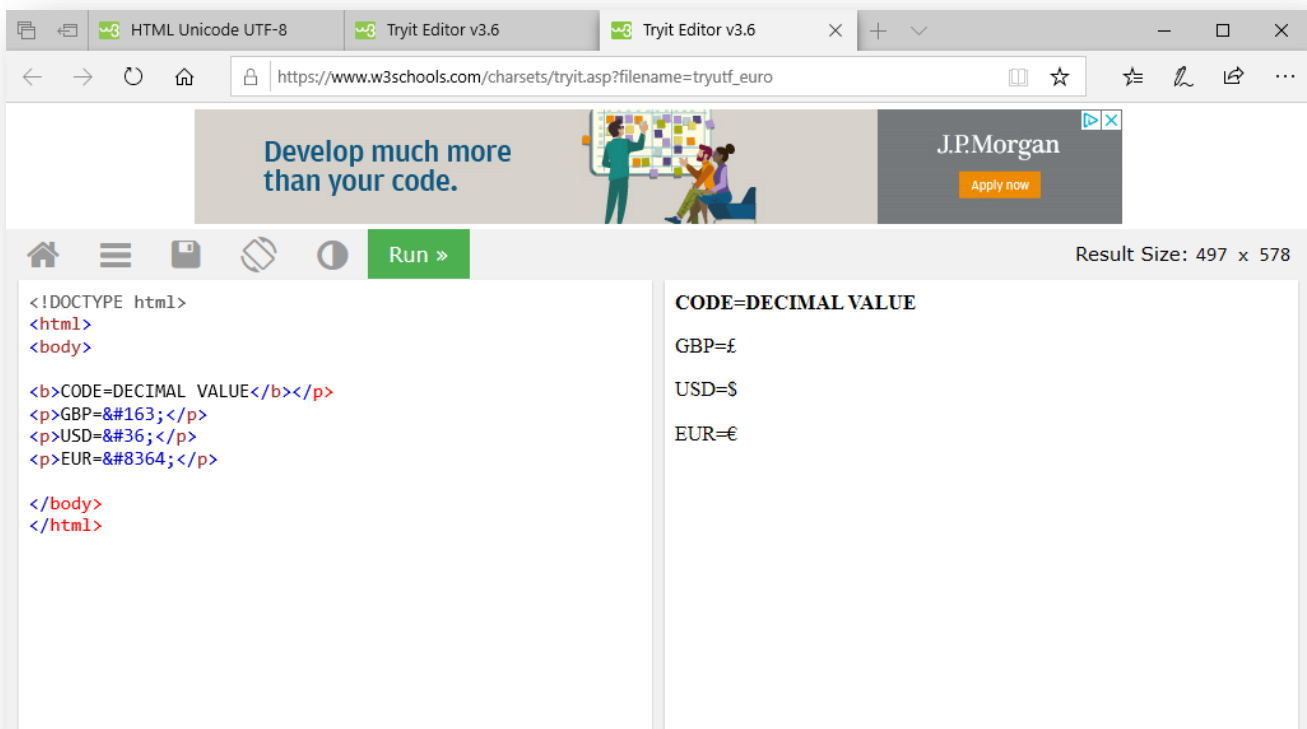 HTML Unicode UTF-8
Tryit Editor v3.6
Tryit Editor v3.6
https://www.w3schools.com/charsets/tryit.asp?filename=tryutf_euro
Develop much more
than your code.
J.P.Morgan
Apply now
Run »
Result Size: 497 x 578
<!DOCTYPE html>
<html>
<body>
<b>CODE=DECIMAL VALUE</b></p>
<p>GBP=&#163;</p>
<p>USD=&#36;</p>
<p>EUR=&#8364;</p>
</body>
</html>
CODE=DECIMAL VALUE
GBP=£
USD=$
EUR=€